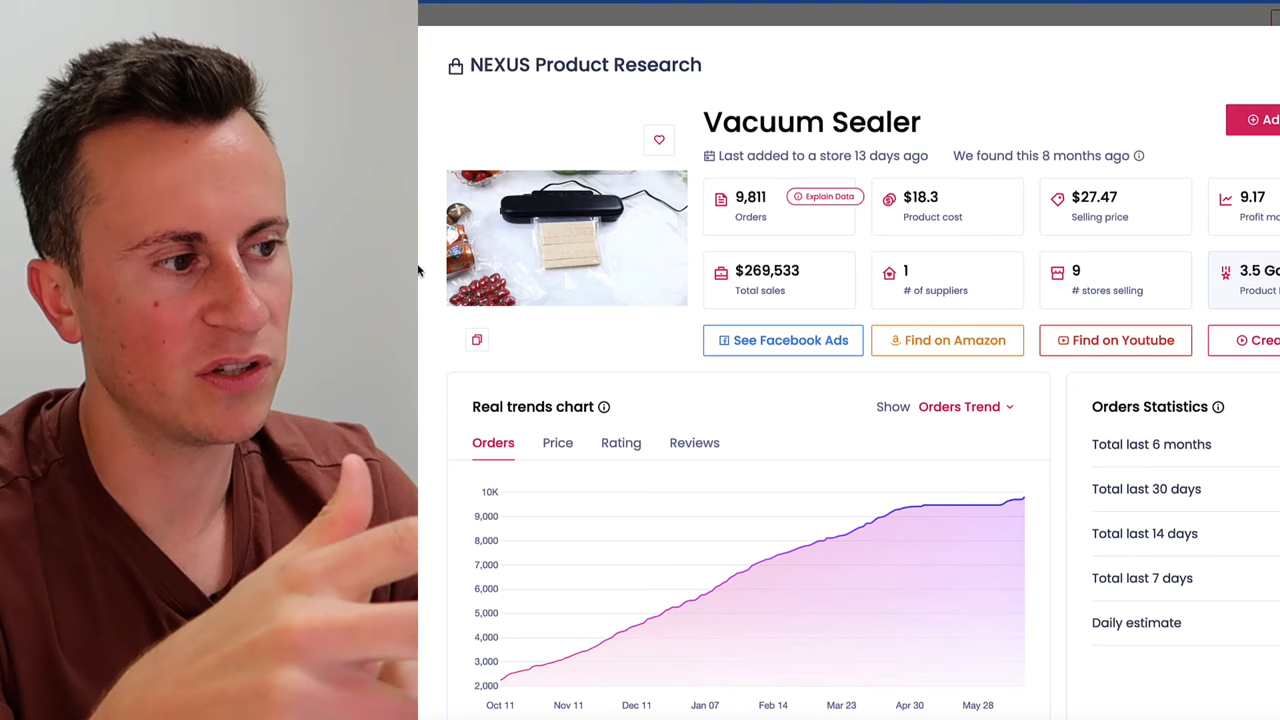 NEXUS Product Research
Vacuum Sealer
Ad
Last added to a store 13 days ago We found this 8 months ago
9,811 Explain Data $18.3 $27.47 9.17
Orders Product cost Selling price Profit ma
$269,533 1 9 3.5 Go
Total sales # of suppliers # stores selling Product
See Facebook Ads Find on Amazon Find on Youtube Crea
Real trends chart Show Orders Trend
Orders Price Rating Reviews
10K
9,000
8,000
7,000
6,000
5,000
4,000
3,000
2,000
Oct 11 Nov 11 Dec 11 Jan 07 Feb 14 Mar 23 Apr 30 May 28
Orders Statistics
Total last 6 months
Total last 30 days
Total last 14 days
Total last 7 days
Daily estimate